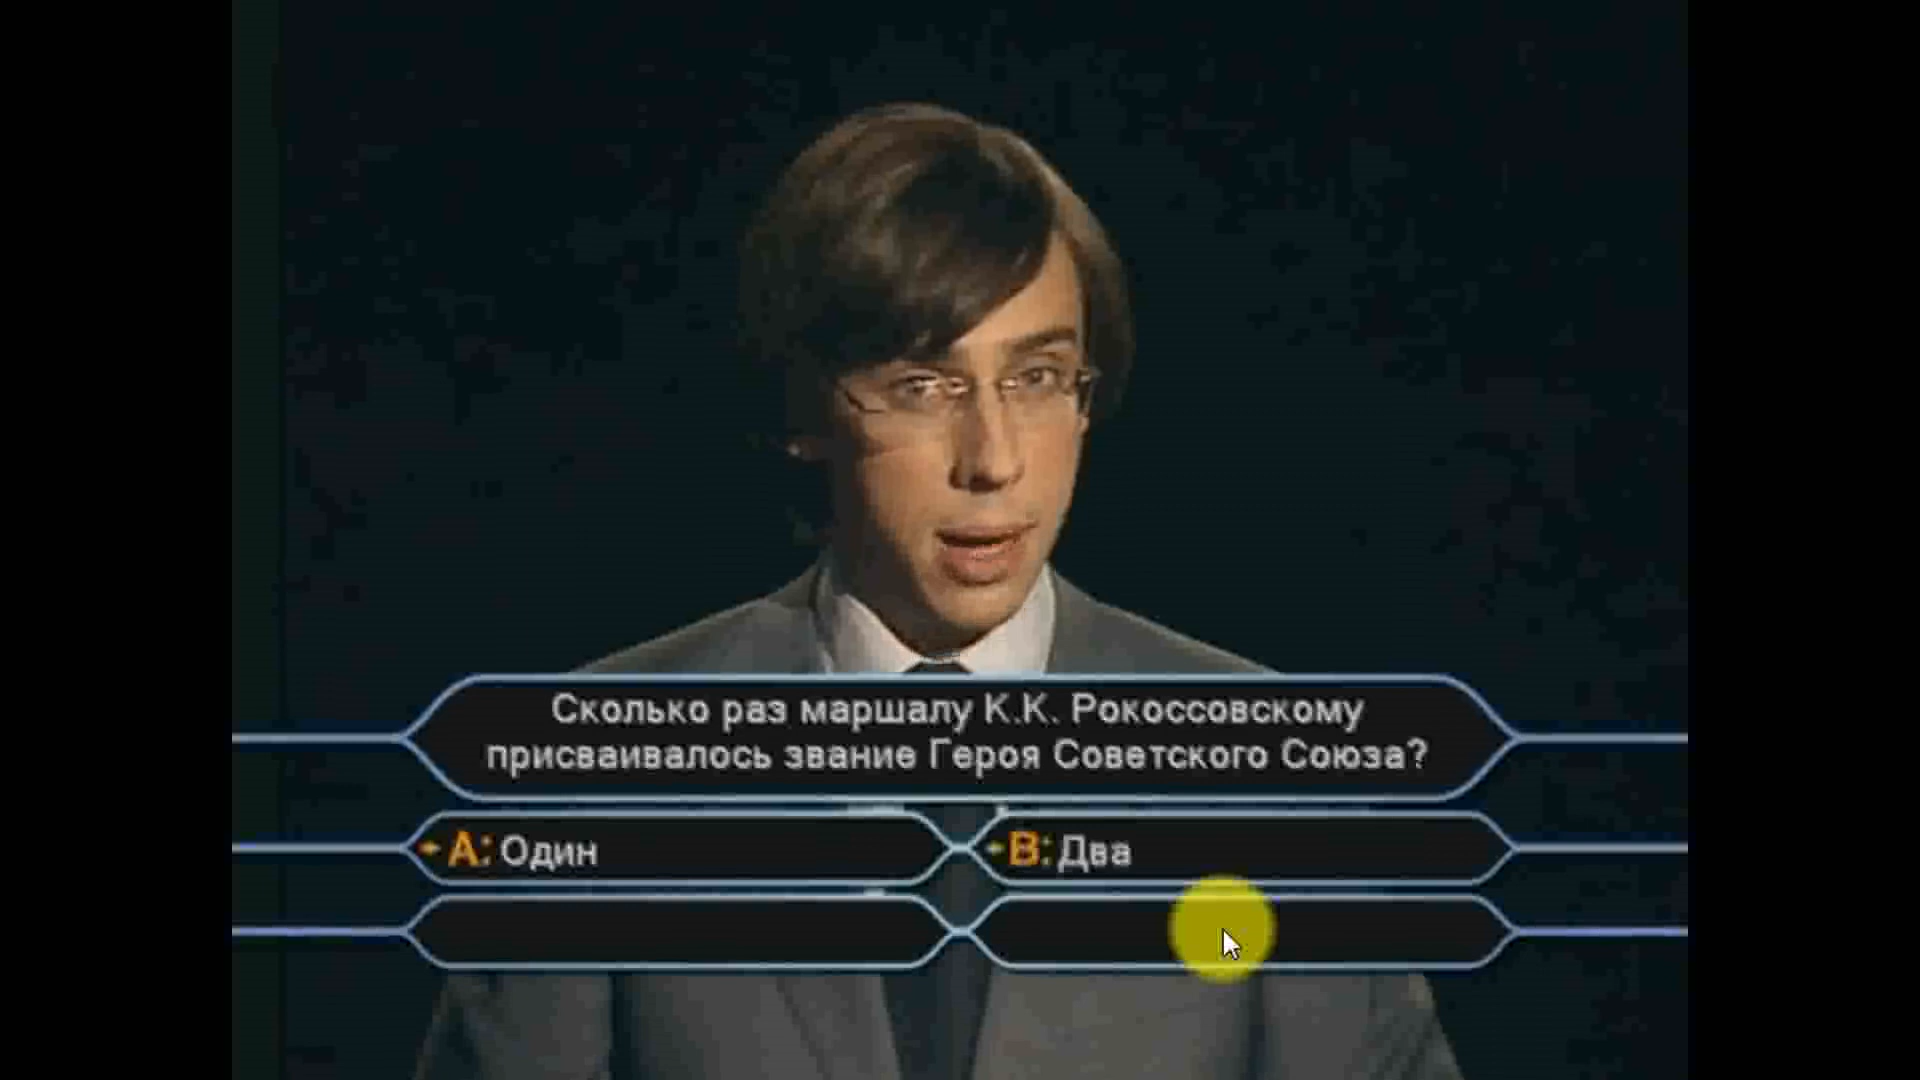 Сколько раз маршалу К.К. Рокоссовскому
присваивалось звание Героя Советского Союза?
A: Один
B: Два